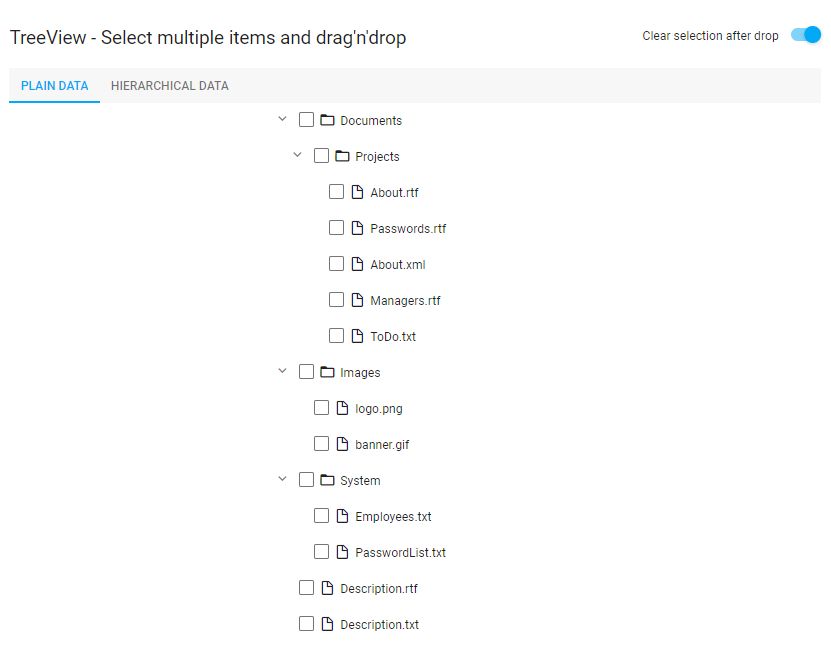 TreeView - Select multiple items and drag'n'drop
Clear selection after drop
PLAIN DATA
HIERARCHICAL DATA
Documents
Projects
About.rtf
Passwords.rtf
About.xml
Managers.rtf
ToDo.txt
Images
logo.png
banner.gif
System
Employees.txt
PasswordList.txt
Description.rtf
Description.txt